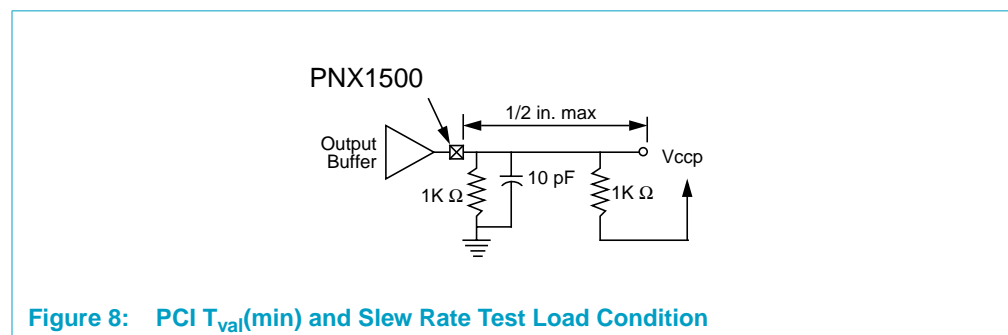 PNX1500
1/2 in. max
Output
Buffer
Vccp
10 pF
1K Ω
1K Ω
Figure 8: PCI Tval(min) and Slew Rate Test Load Condition